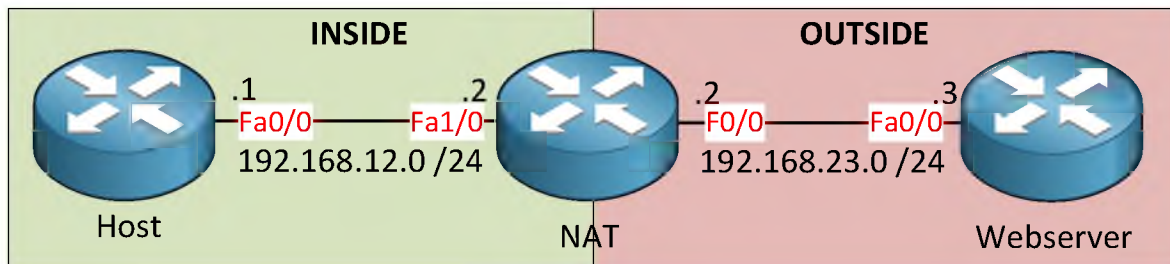 INSIDE
OUTSIDE
.1
.2
.2
.3
Fa0/0
Fa1/0
F0/0
Fa0/0
192.168.12.0 /24
192.168.23.0 /24
Host
NAT
Webserver